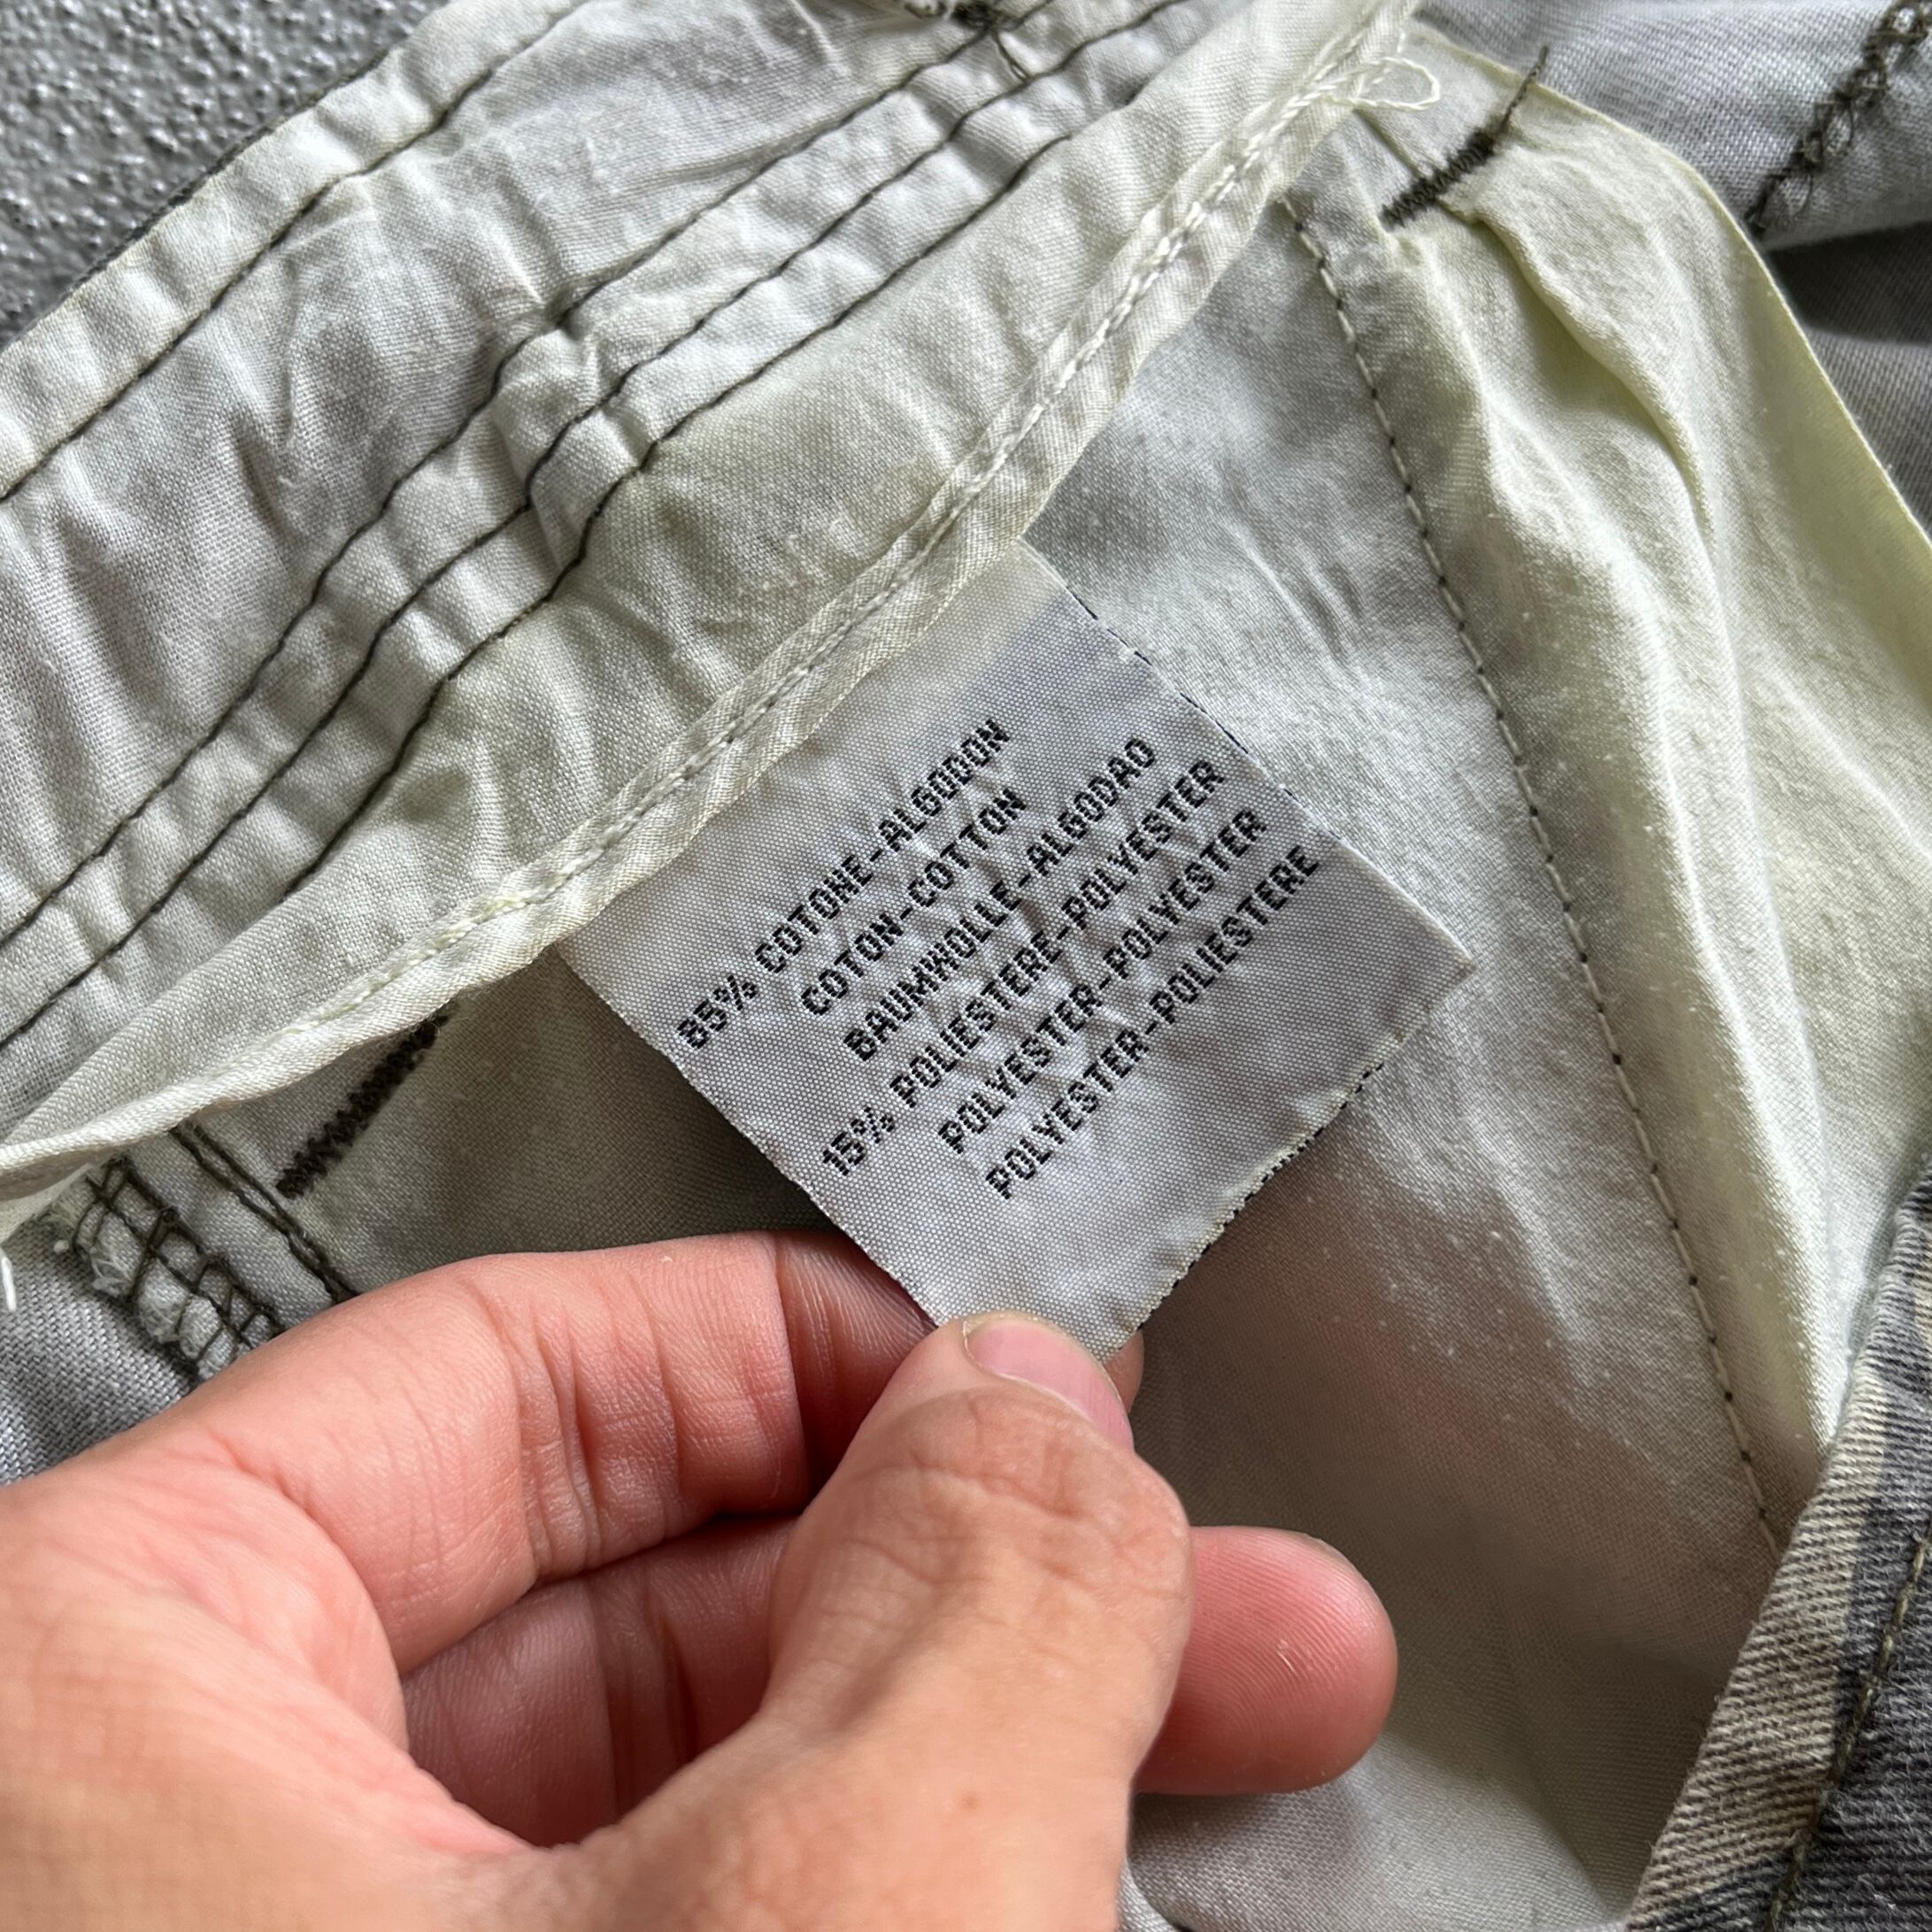 85% COTONE-ALGODON
COTON-COTTON
BAUMWOLLE-ALGODAO
15% POLIESTERE-POLYESTER
POLYESTER-POLYESTER
POLYESTER-POLIESTERE